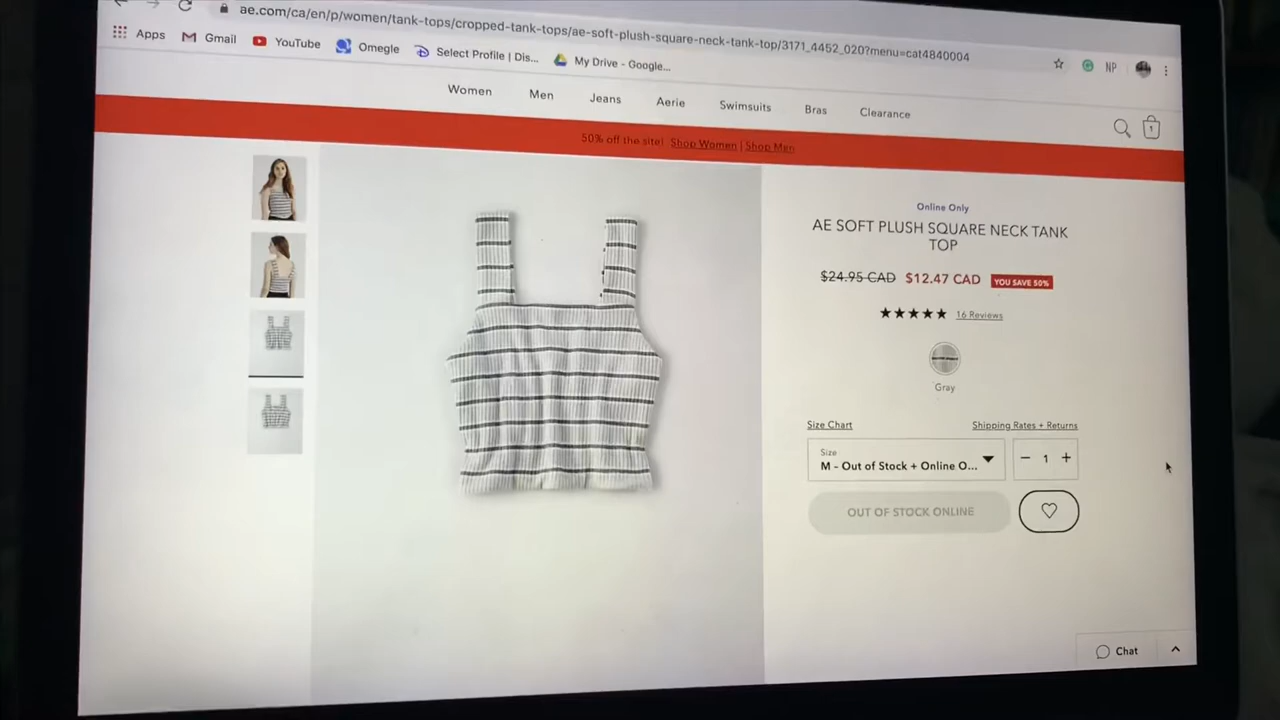 ae.com/ca/en/p/women/tank-tops/cropped-tank-tops/ae-soft-plush-square-neck-tank-top/3171_4452_020?menu=cat4840004
Apps Gmail YouTube Omegle Select Profile | Dis... My Drive - Google...
NP
Women Men Jeans Aerie Swimsuits Bras Clearance
1
50% off the site! Shop Women | Shop Men
Online Only
AE SOFT PLUSH SQUARE NECK TANK
TOP
$24.95 CAD $12.47 CAD YOU SAVE 50%
16 Reviews
Gray
Size Chart Shipping Rates + Returns
Size
M - Out of Stock + Online O...
1
OUT OF STOCK ONLINE
Chat